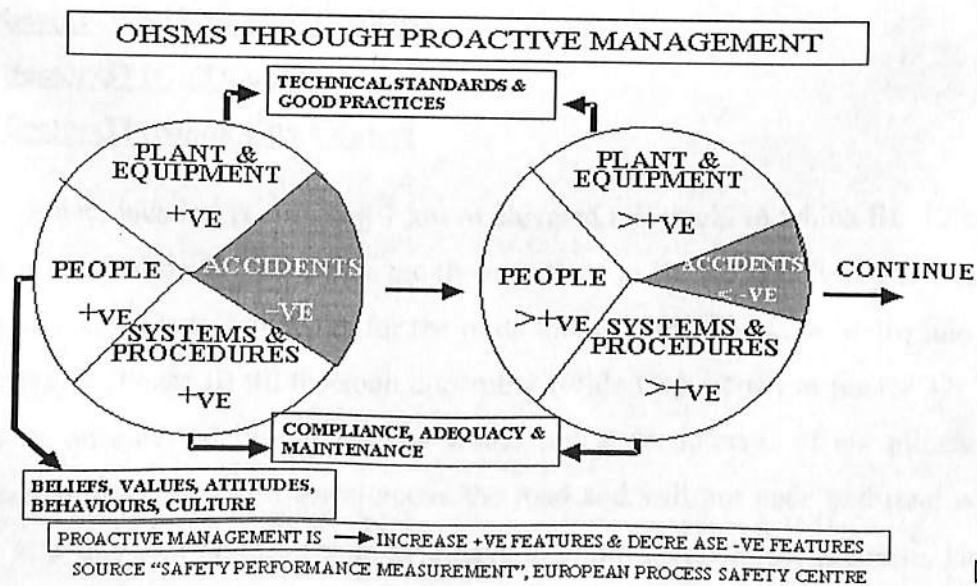 OHSMS THROUGH PROACTIVE MANAGEMENT
TECHNICAL STANDARDS &
GOOD PRACTICES
PLANT &
EQUIPMENT
+VE
PEOPLE
+VE
ACCIDENTS
-VE
SYSTEMS &
PROCEDURES
+VE
PLANT &
EQUIPMENT
>+VE
PEOPLE
>+VE
ACCIDENTS
< -VE
SYSTEMS &
PROCEDURES
>+VE
CONTINUE
COMPLIANCE, ADEQUACY &
MAINTENANCE
BELIEFS, VALUES, ATTITUDES,
BEHAVIOURS, CULTURE
PROACTIVE MANAGEMENT IS INCREASE +VE FEATURES & DECREASE -VE FEATURES
SOURCE "SAFETY PERFORMANCE MEASUREMENT", EUROPEAN PROCESS SAFETY CENTRE